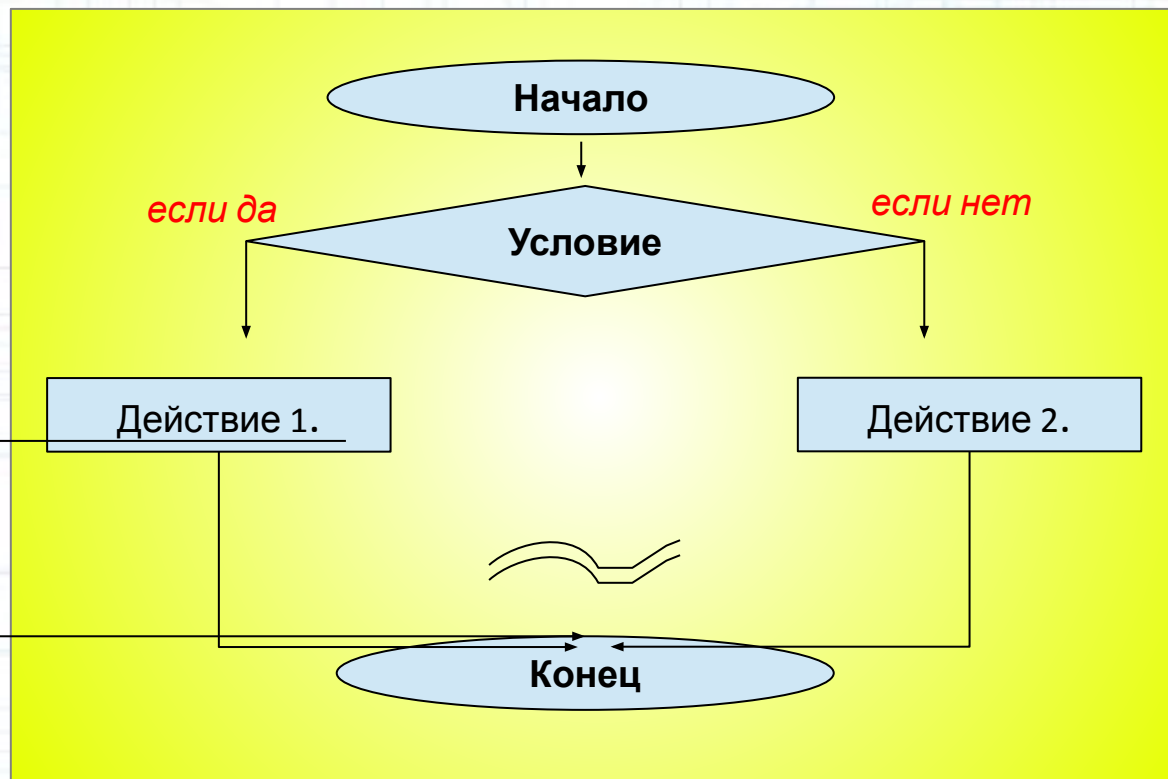 Начало
если да
если нет
Условие
Действие 1.
Действие 2.
Конец